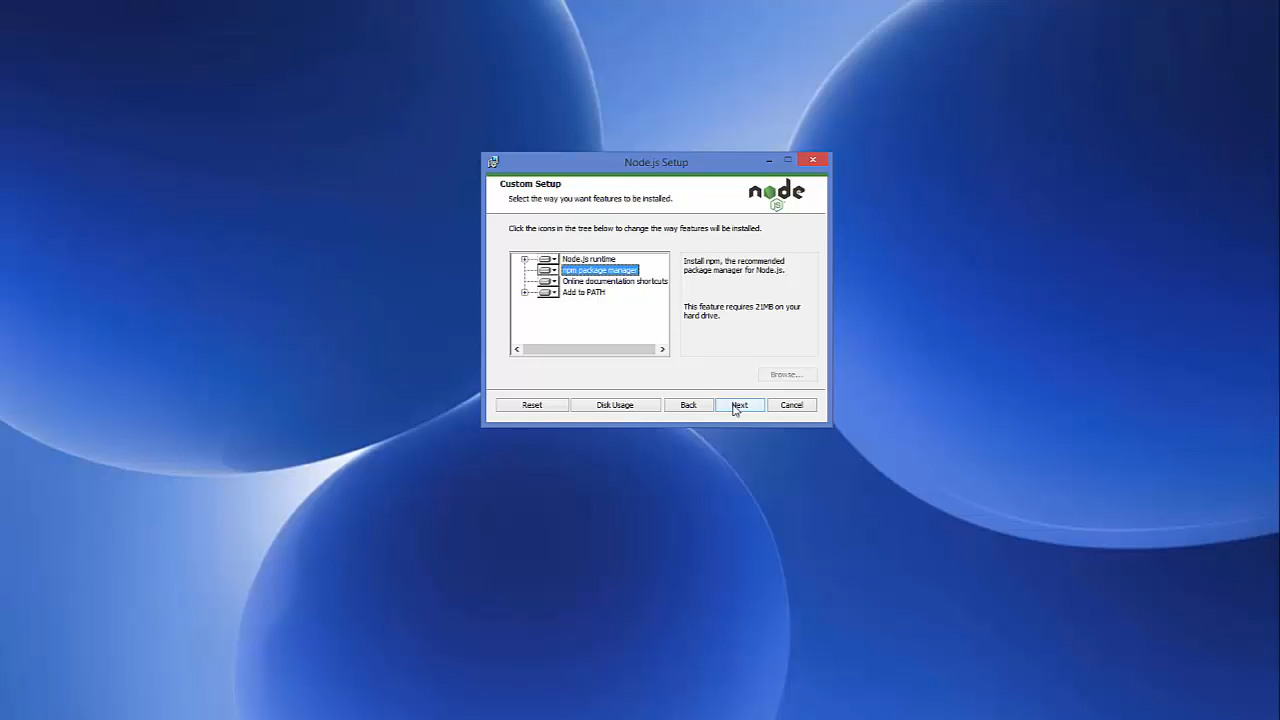 Node.js Setup
Custom Setup
Select the way you want features to be installed.
node
JS
Click the icons in the tree below to change the way features will be installed.
Node.js runtime
npm package manager
Online documentation shortcuts
Add to PATH
Install npm, the recommended
package manager for Node.js.
This feature requires 21MB on your
hard drive.
Browse...
Reset
Disk Usage
Back
Next
Cancel